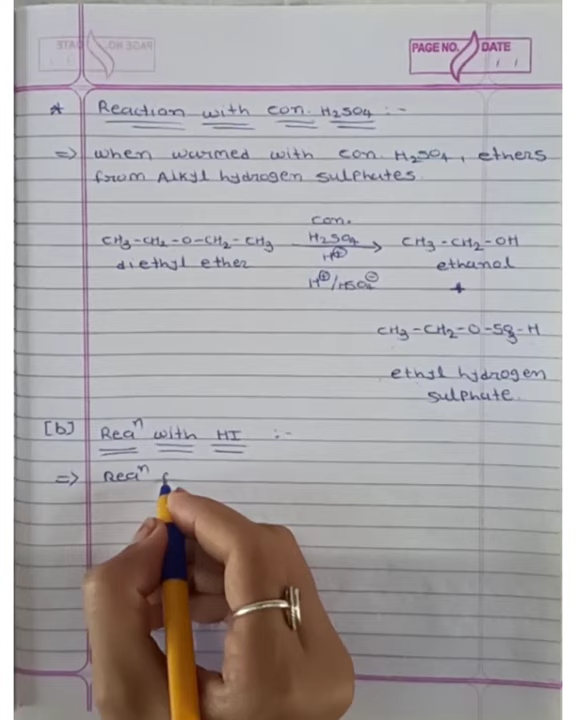 PAGE NO. DATE
* Reaction with con. H2SO4 :-
=> when warmed with con. H2SO4, ethers
from Alkyl hydrogen sulphates.
con.
CH3-CH2-O-CH2-CH3 H2SO4 → CH3-CH2-OH
H⊕
diethyl ether ethanol
H⊕/HSO4⊖ +
CH3-CH2-O-SO3-H
ethyl hydrogen
sulphate.
[b] Reaⁿ with HI :-
=> Reaⁿ